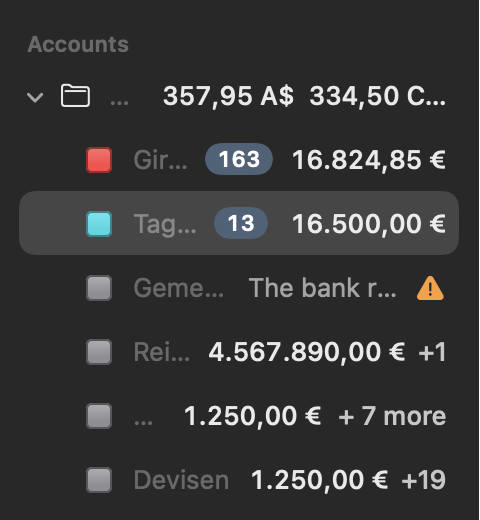 Accounts
… 357,95 A$ 334,50 C…
Gir… 163 16.824,85 €
Tag… 13 16.500,00 €
Geme… The bank r…
Rei… 4.567.890,00 € +1
… 1.250,00 € + 7 more
Devisen 1.250,00 € +19